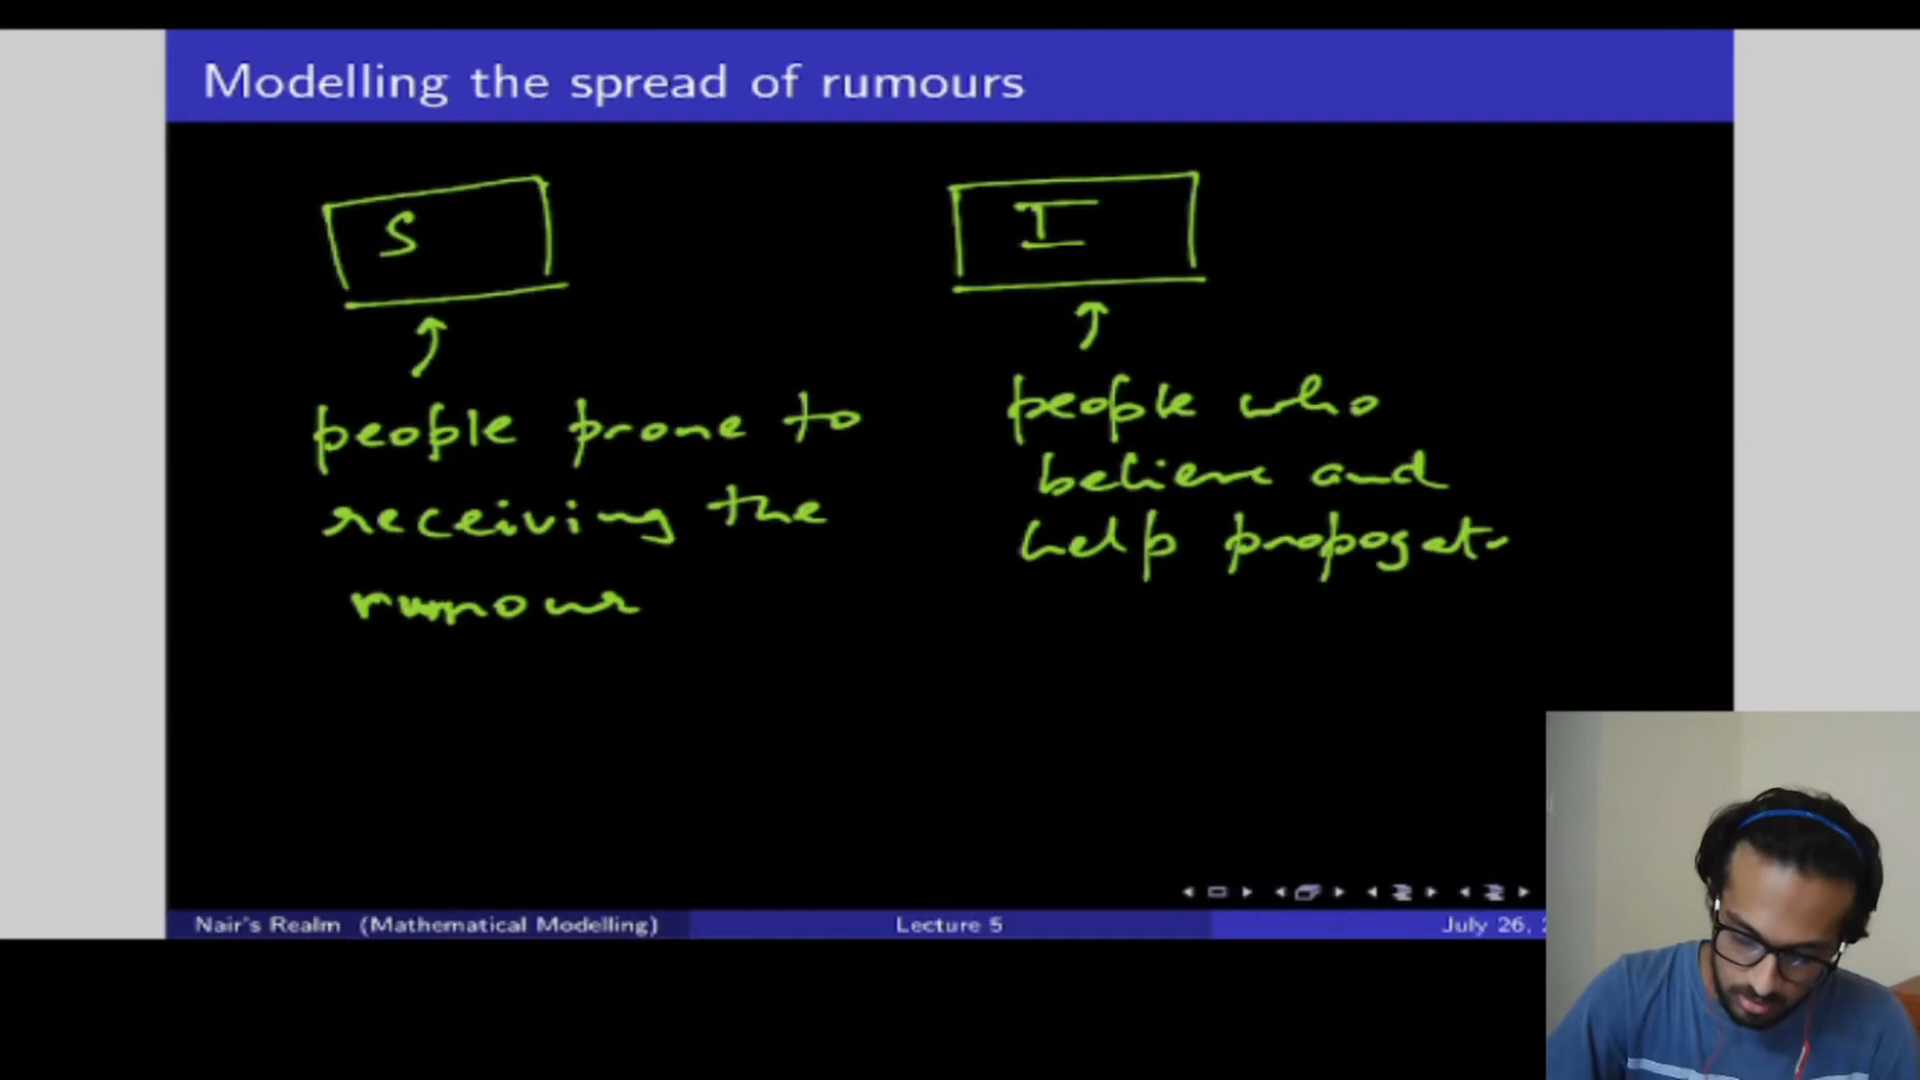 Modelling the spread of rumours
S
I
people prone to
receiving the
rumour
people who
believe and
help propogate
Nair's Realm (Mathematical Modelling)
Lecture 5
July 26,